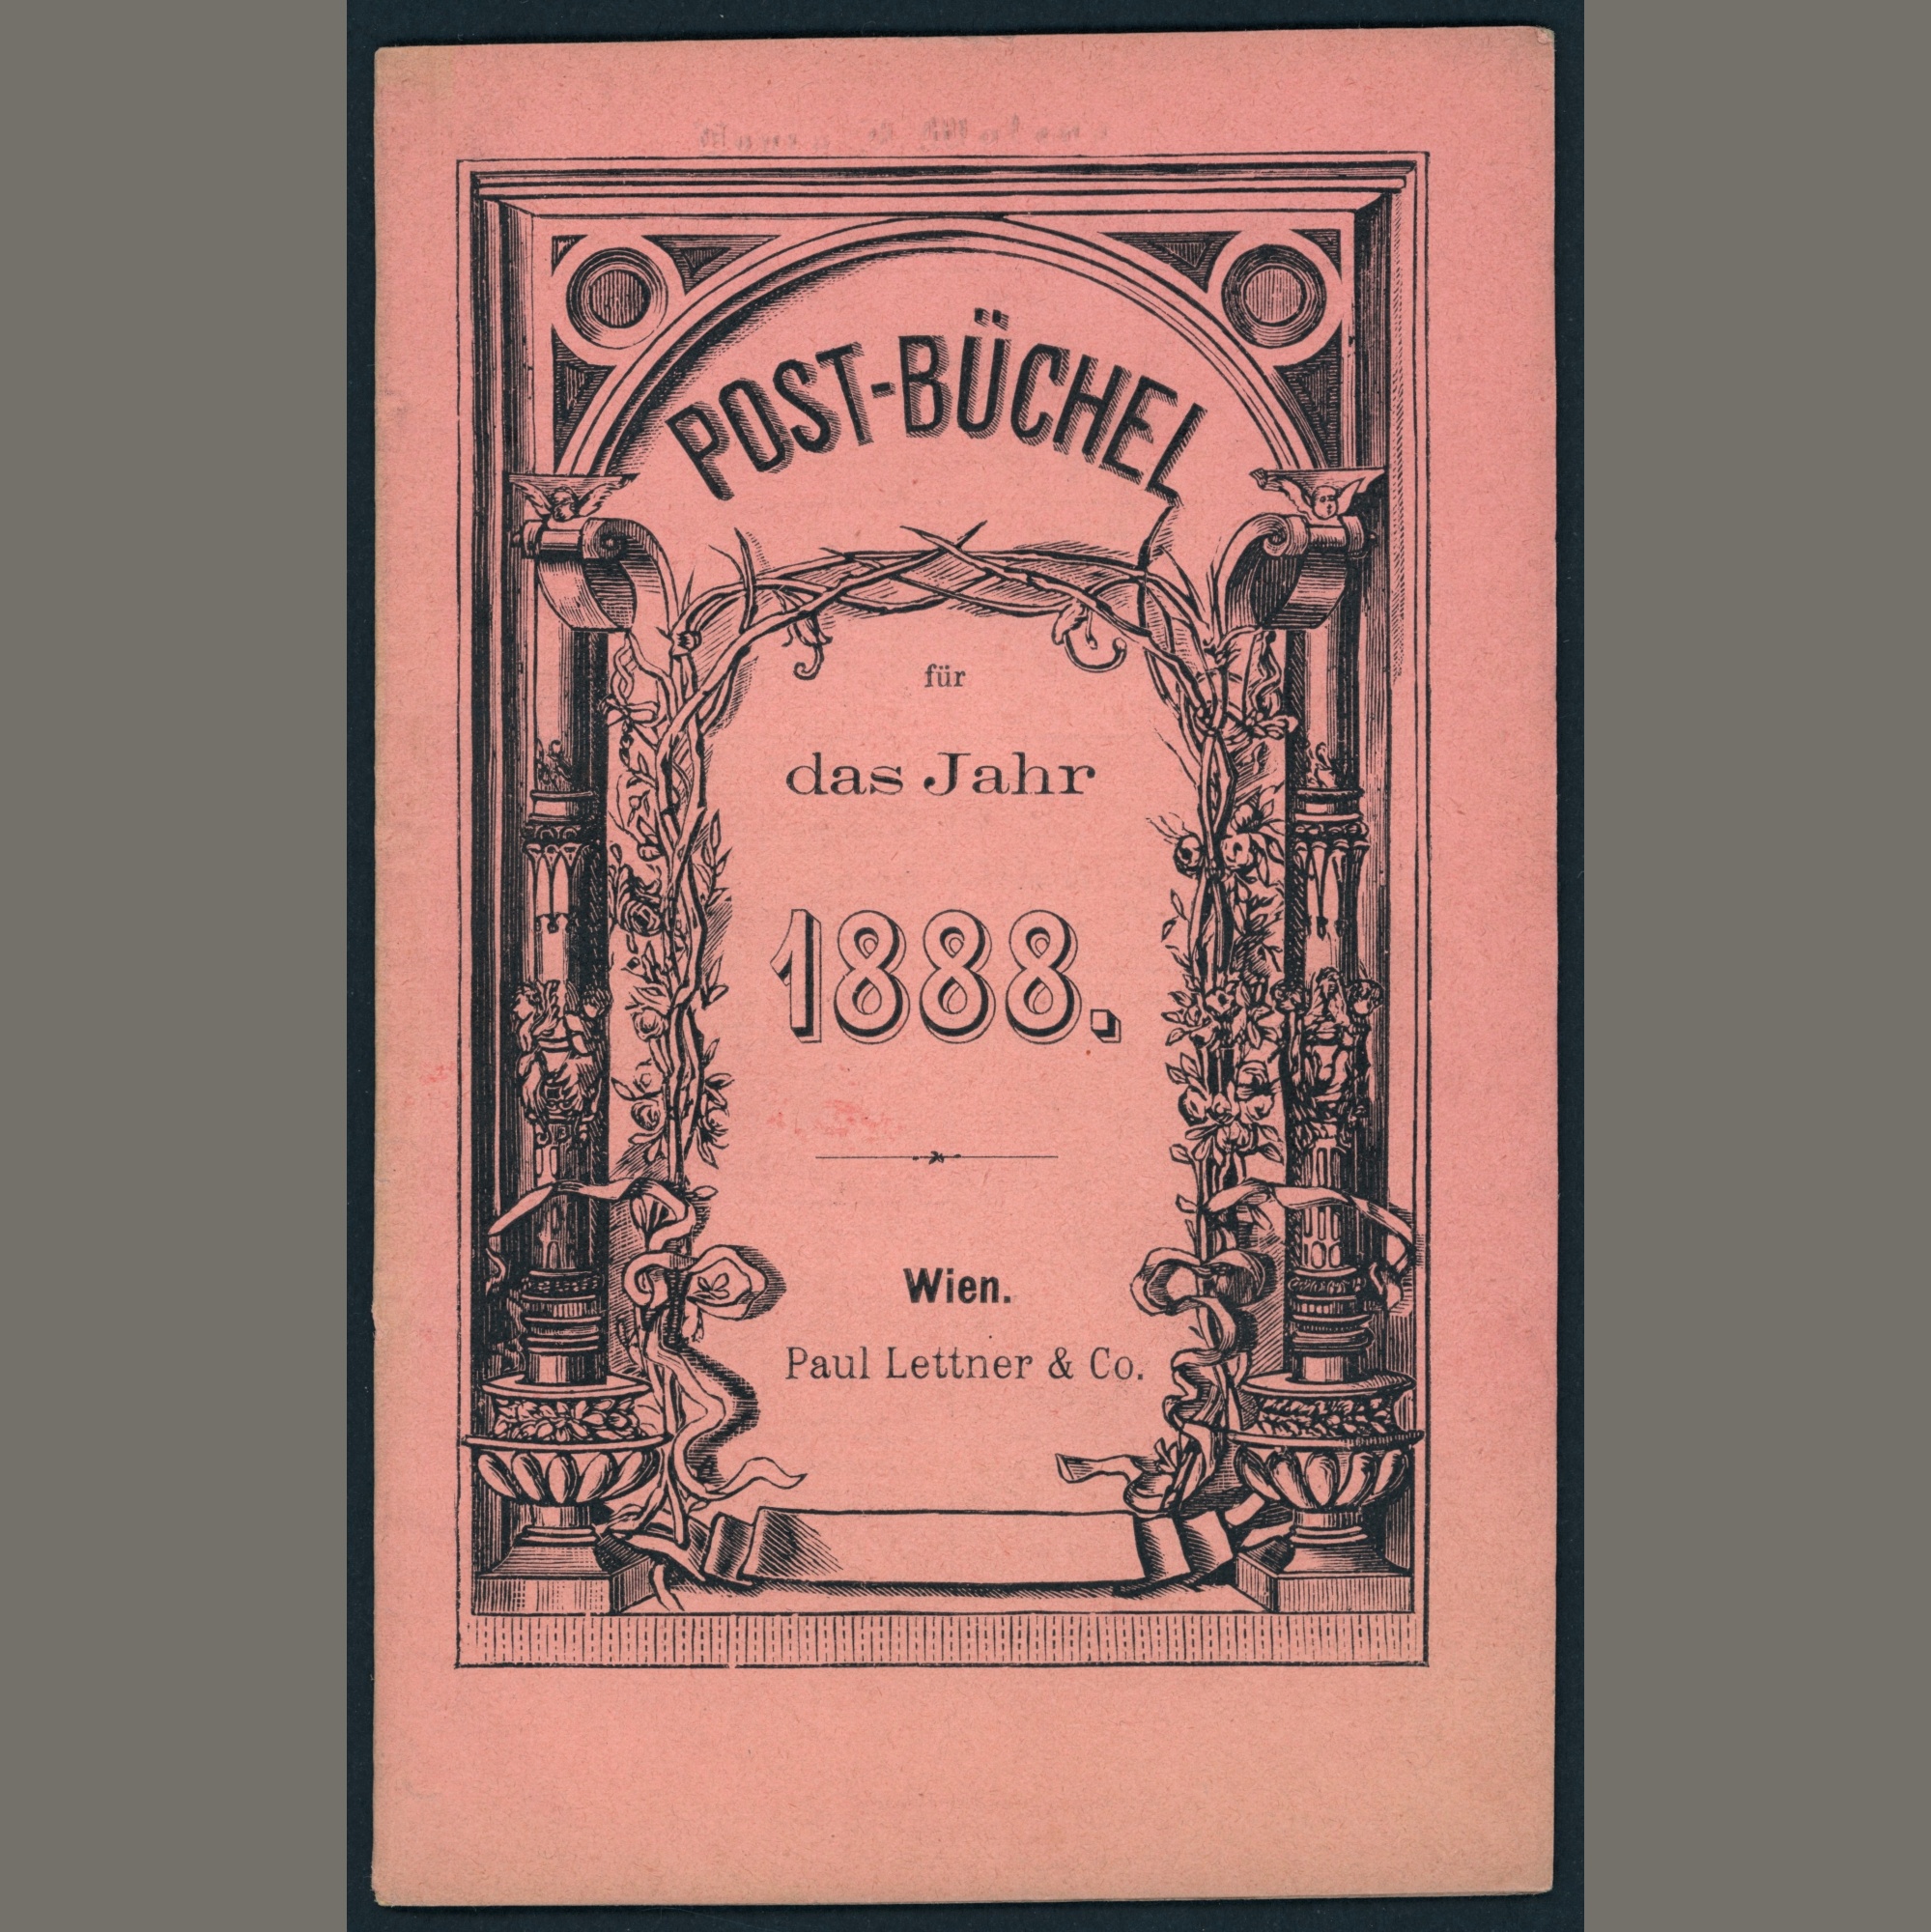 POST-BÜCHEL
für
das Jahr
1888.
Wien.
Paul Lettner & Co.